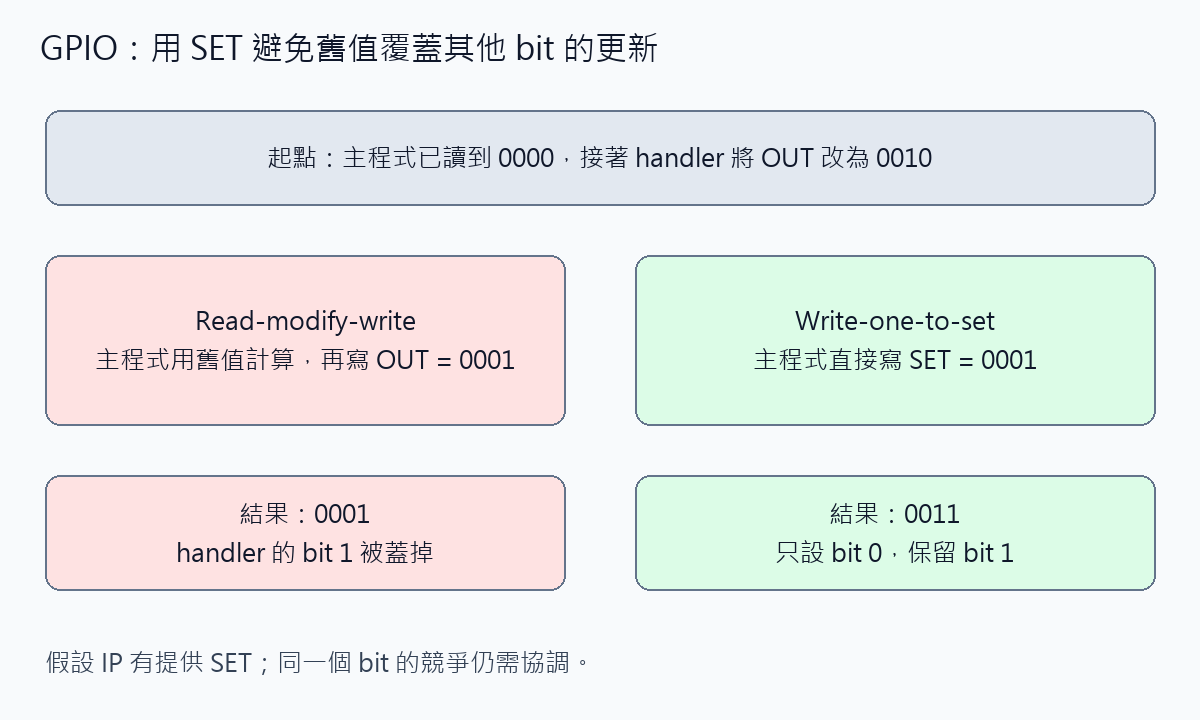 GPIO：用 SET 避免舊值覆蓋其他 bit 的更新
起點：主程式已讀到 0000，接著 handler 將 OUT 改為 0010
Read-modify-write
主程式用舊值計算，再寫 OUT = 0001
Write-one-to-set
主程式直接寫 SET = 0001
結果：0001
handler 的 bit 1 被蓋掉
結果：0011
只設 bit 0，保留 bit 1
假設 IP 有提供 SET；同一個 bit 的競爭仍需協調。